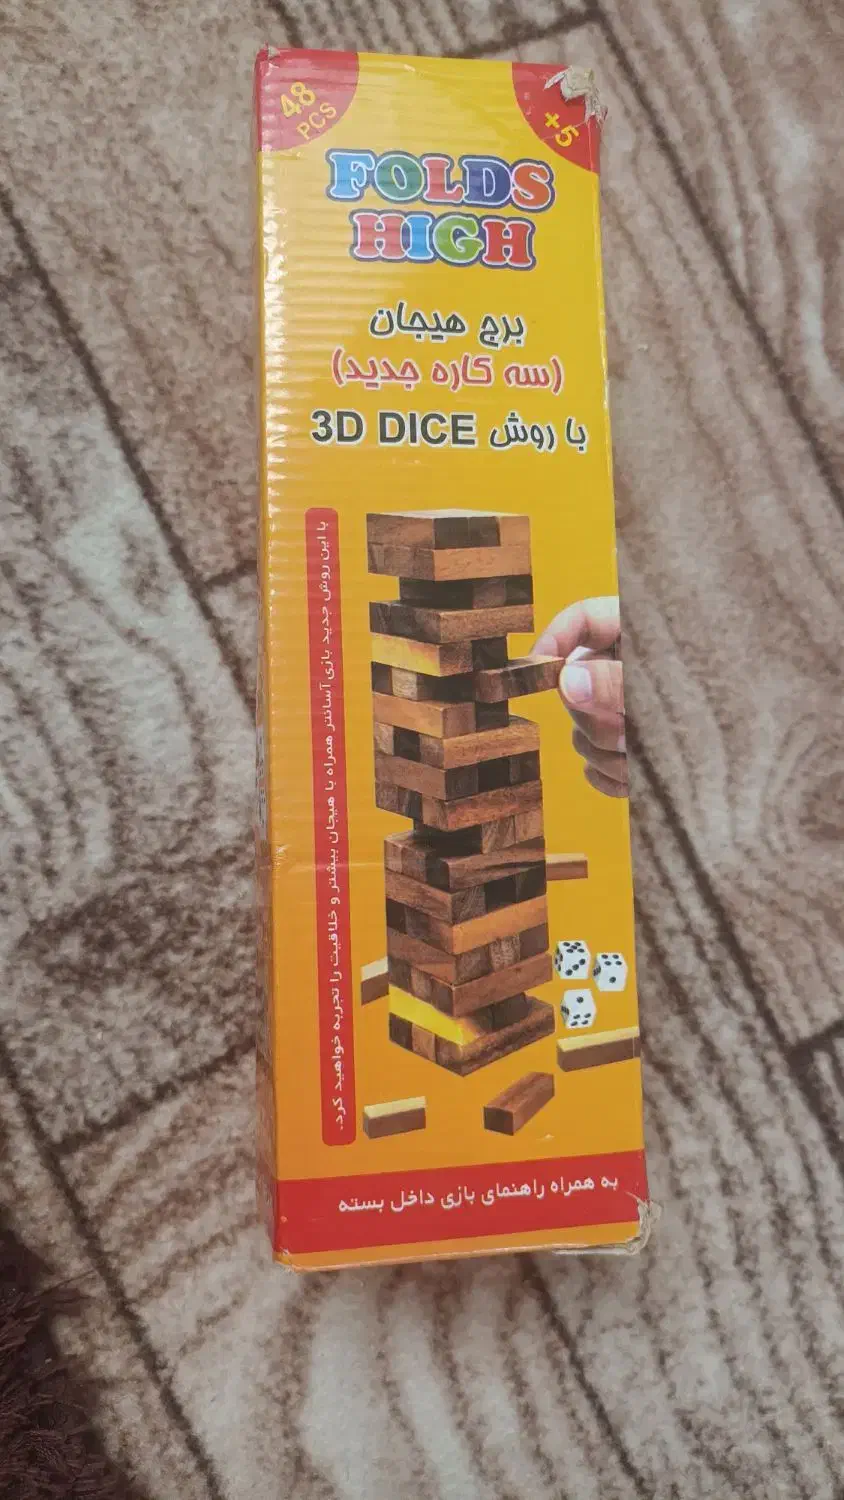 48
PCS
+5
FOLDS
HIGH
برج هیجان
(سه کاره جدید)
با روش 3D DICE
با این روش جدید بازی آسانتر همراه با هیجان بیشتر و خلاقیت را تجربه خواهید کرد.
به همراه راهنمای بازی داخل بسته